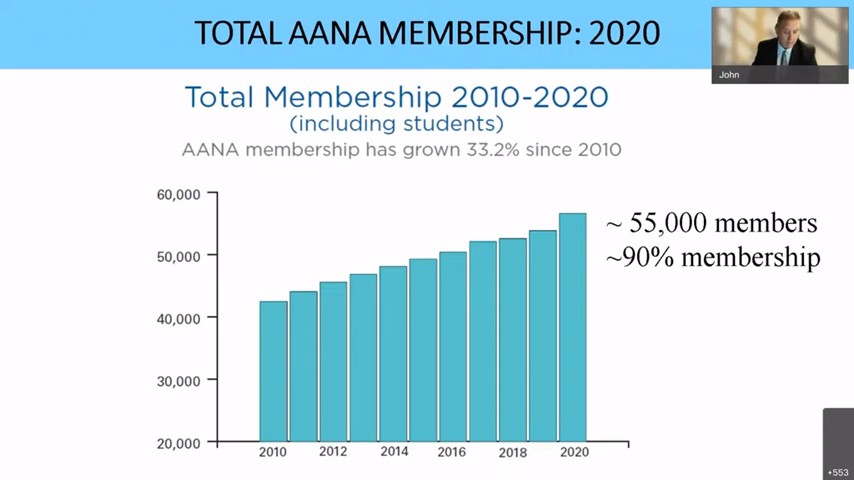 TOTAL AANA MEMBERSHIP: 2020
John
Total Membership 2010-2020
(including students)
AANA membership has grown 33.2% since 2010
60,000
50,000
40,000
30,000
20,000
2010
2012
2014
2016
2018
2020
~ 55,000 members
~90% membership
+553